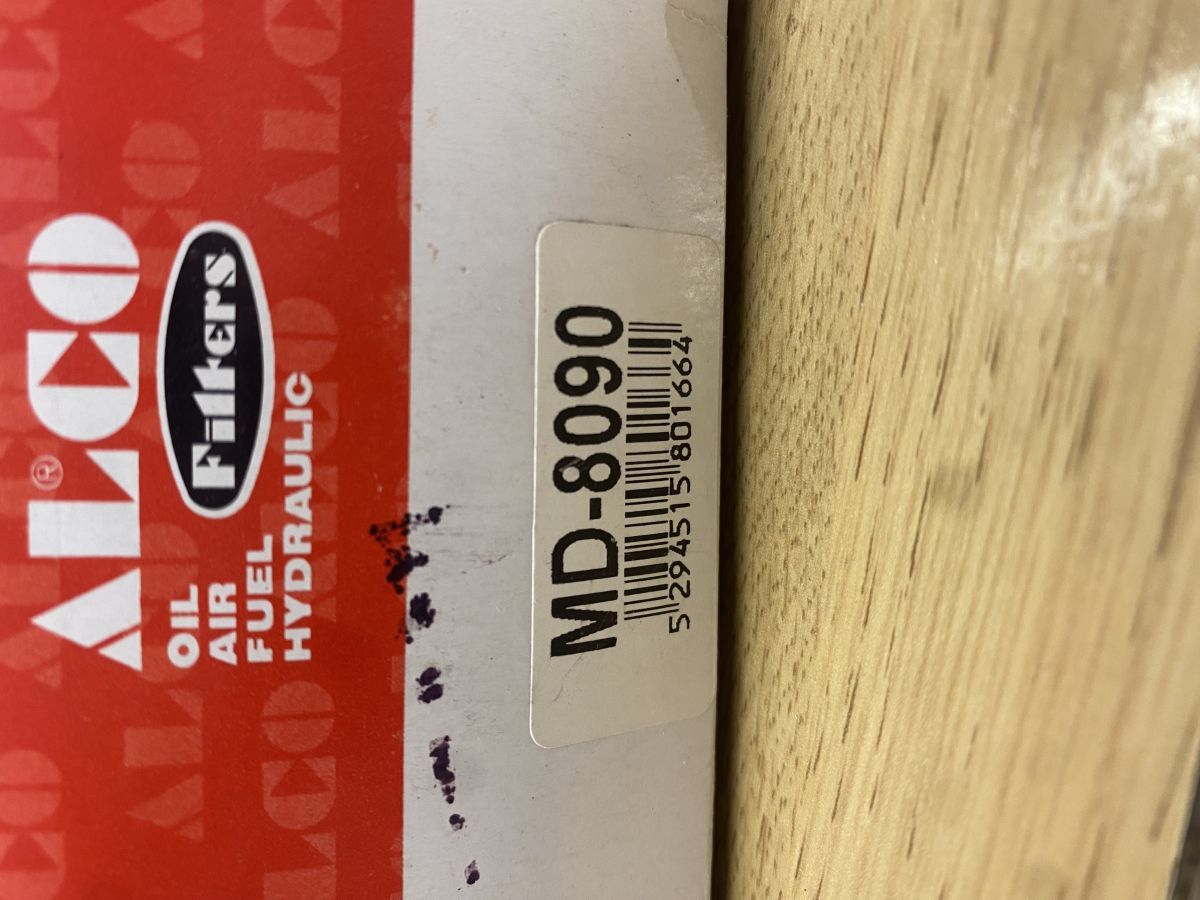 ALCO®
Filters
OIL
AIR
FUEL
HYDRAULIC
MD-8090
5 294515 801664